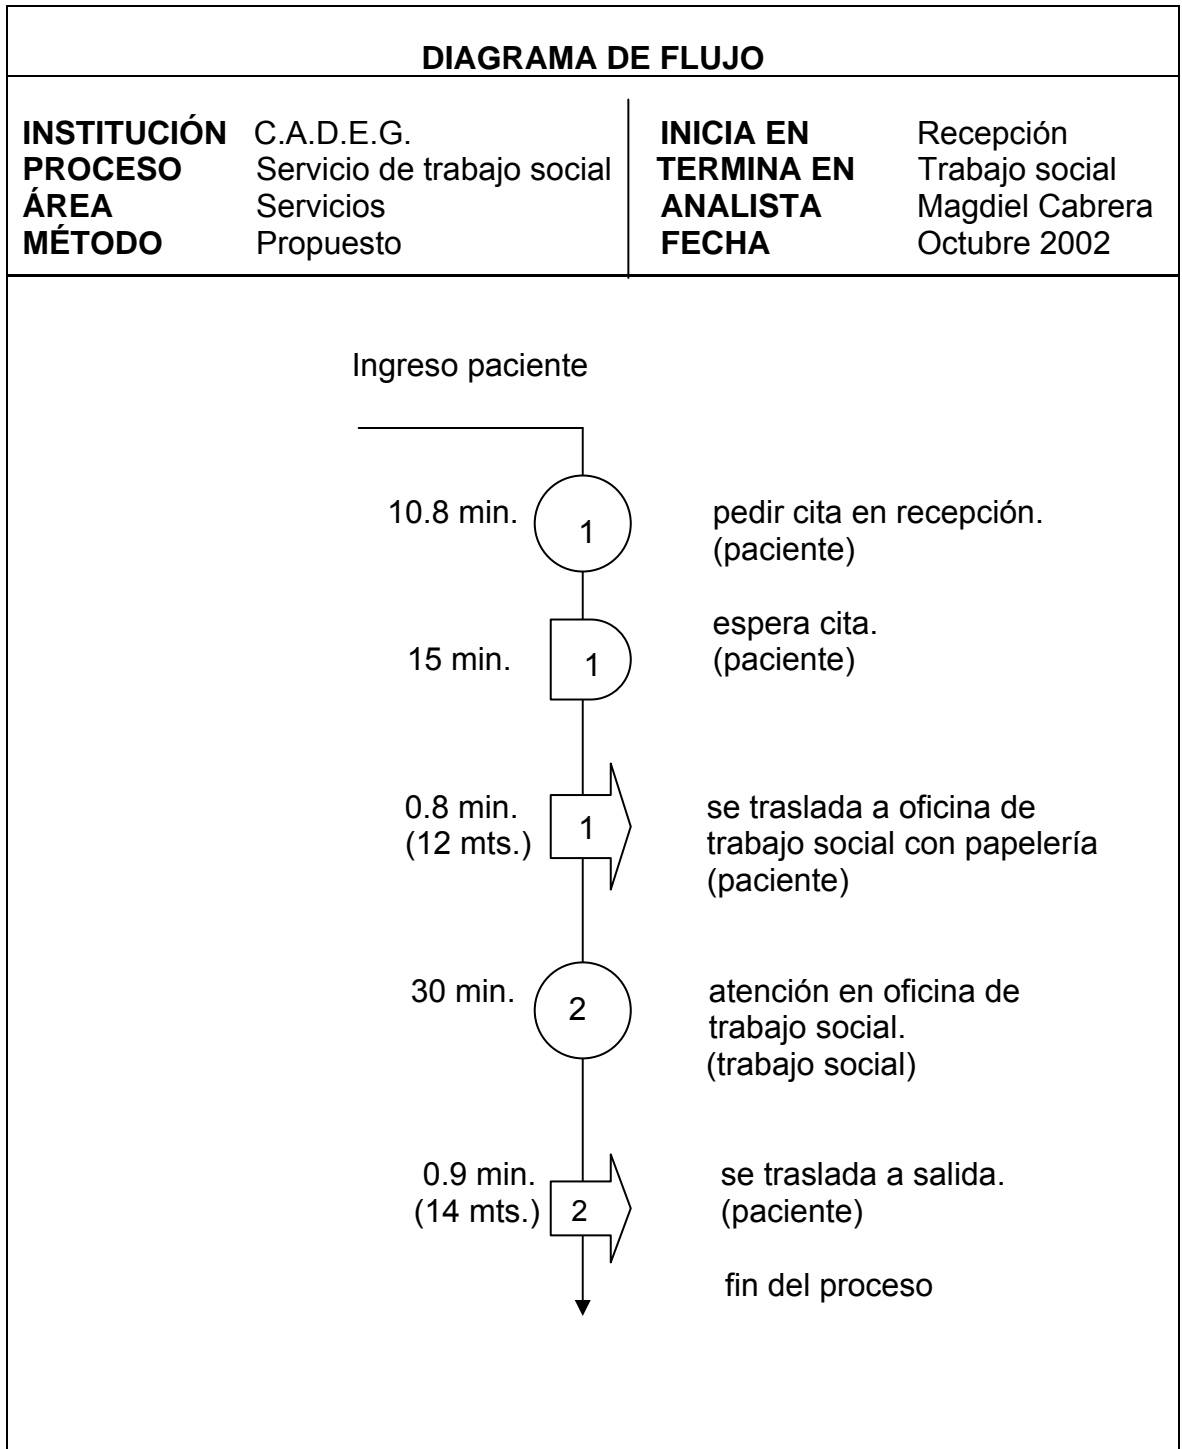 DIAGRAMA DE FLUJO
INSTITUCIÓN C.A.D.E.G.
PROCESO Servicio de trabajo social
ÁREA Servicios
MÉTODO Propuesto
INICIA EN Recepción
TERMINA EN Trabajo social
ANALISTA Magdiel Cabrera
FECHA Octubre 2002
Ingreso paciente
10.8 min.
1
pedir cita en recepción.
(paciente)
15 min.
1
espera cita.
(paciente)
0.8 min.
(12 mts.)
1
se traslada a oficina de
trabajo social con papelería
(paciente)
30 min.
2
atención en oficina de
trabajo social.
(trabajo social)
0.9 min.
(14 mts.)
2
se traslada a salida.
(paciente)
fin del proceso